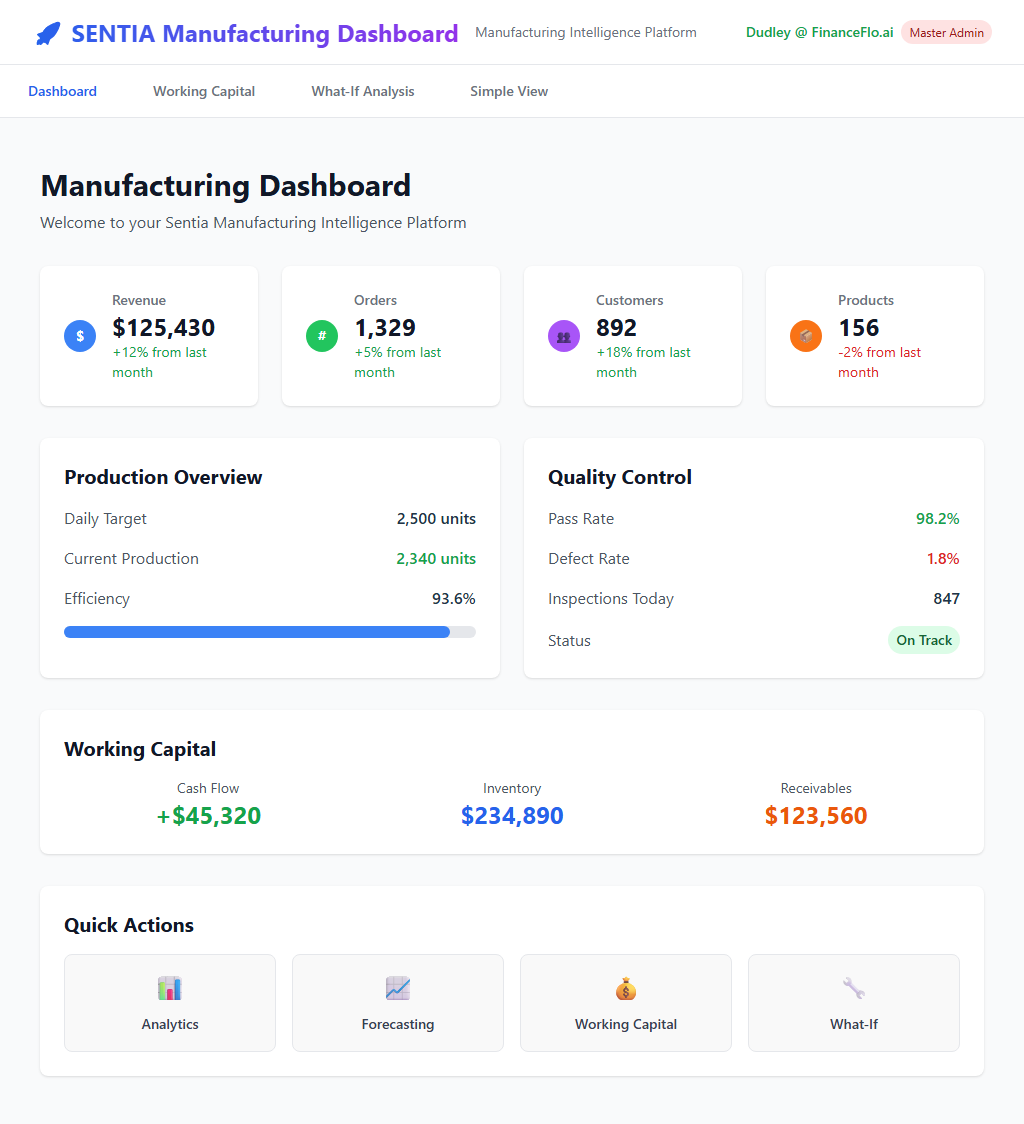 SENTIA Manufacturing Dashboard
Manufacturing Intelligence Platform
Dudley @ FinanceFlo.ai
Master Admin
Dashboard
Working Capital
What-If Analysis
Simple View
Manufacturing Dashboard
Welcome to your Sentia Manufacturing Intelligence Platform
$
Revenue
$125,430
+12% from last
month
#
Orders
1,329
+5% from last
month
Customers
892
+18% from last
month
Products
156
-2% from last
month
Production Overview
Daily Target 2,500 units
Current Production 2,340 units
Efficiency 93.6%
Quality Control
Pass Rate 98.2%
Defect Rate 1.8%
Inspections Today 847
Status On Track
Working Capital
Cash Flow
+$45,320
Inventory
$234,890
Receivables
$123,560
Quick Actions
Analytics
Forecasting
Working Capital
What-If